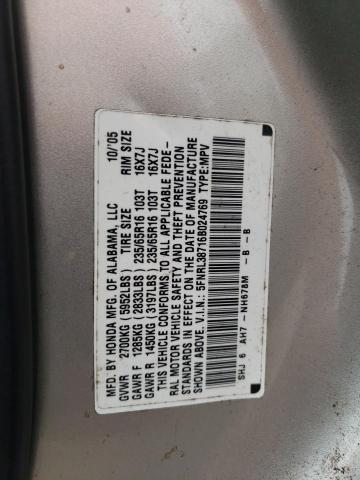 MFD. BY HONDA MFG. OF ALABAMA, LLC 10/'05
GVWR 2700KG (5952LBS) TIRE SIZE RIM SIZE
GAWR F 1285KG (2833LBS) 235/65R16 103T 16X7J
GAWR R 1450KG (3197LBS) 235/65R16 103T 16X7J
THIS VEHICLE CONFORMS TO ALL APPLICABLE FEDE-
RAL MOTOR VEHICLE SAFETY AND THEFT PREVENTION
STANDARDS IN EFFECT ON THE DATE OF MANUFACTURE
SHOWN ABOVE. V.I.N.: 5FNRL38716B024769 TYPE:MPV
SHJ 6 AH7 -NH678M -B -B